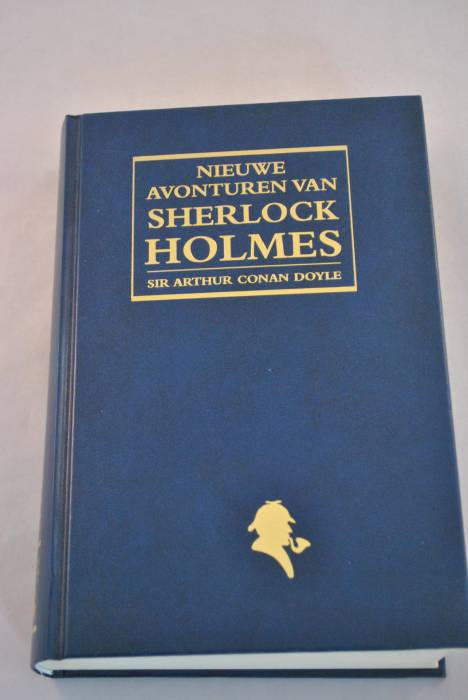 NIEUWE
AVONTUREN VAN
SHERLOCK
HOLMES
SIR ARTHUR CONAN DOYLE